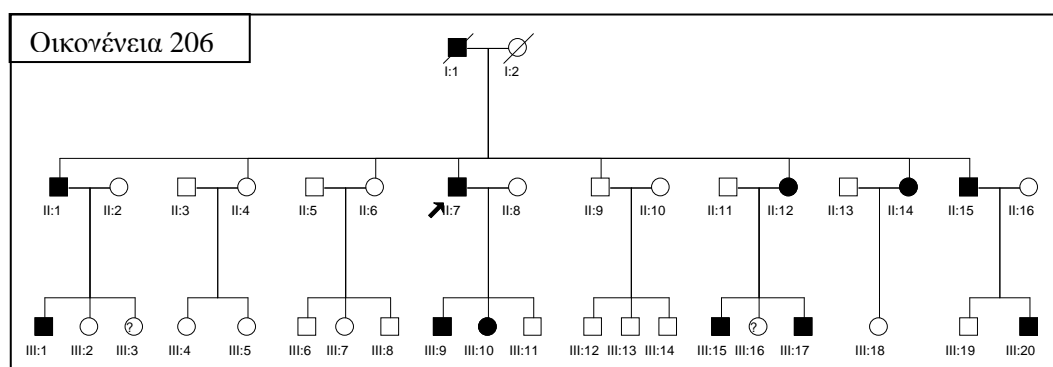 Οικογένεια 206
I:1 I:2
II:1 II:2 II:3 II:4 II:5 II:6 II:7 II:8 II:9 II:10 II:11 II:12 II:13 II:14 II:15 II:16
? ?
III:1 III:2 III:3 III:4 III:5 III:6 III:7 III:8 III:9 III:10 III:11 III:12 III:13 III:14 III:15 III:16 III:17 III:18 III:19 III:20